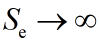 Sₑ → ∞